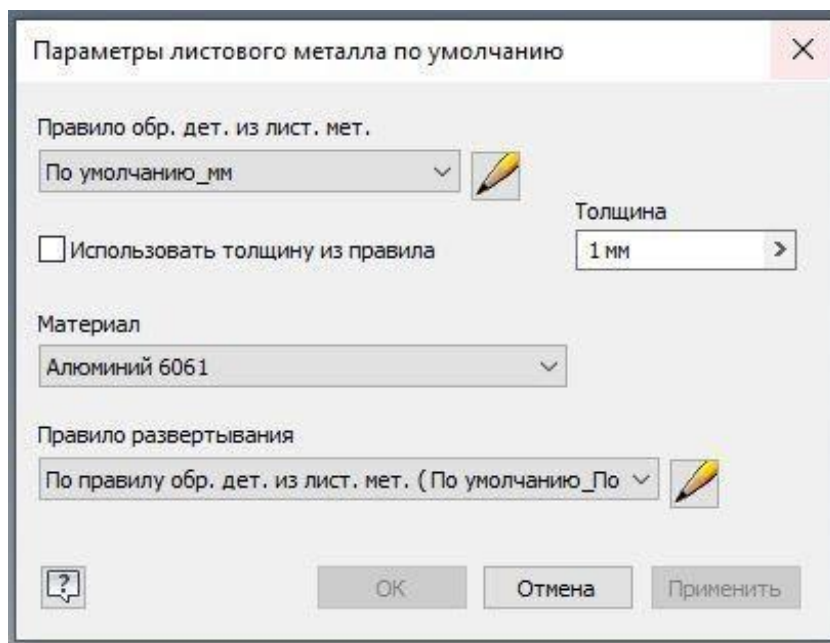 Параметры листового металла по умолчанию
Правило обр. дет. из лист. мет.
По умолчанию_мм
Толщина
Использовать толщину из правила
1 мм
Материал
Алюминий 6061
Правило развертывания
По правилу обр. дет. из лист. мет. (По умолчанию_По
?
ОК
Отмена
Применить